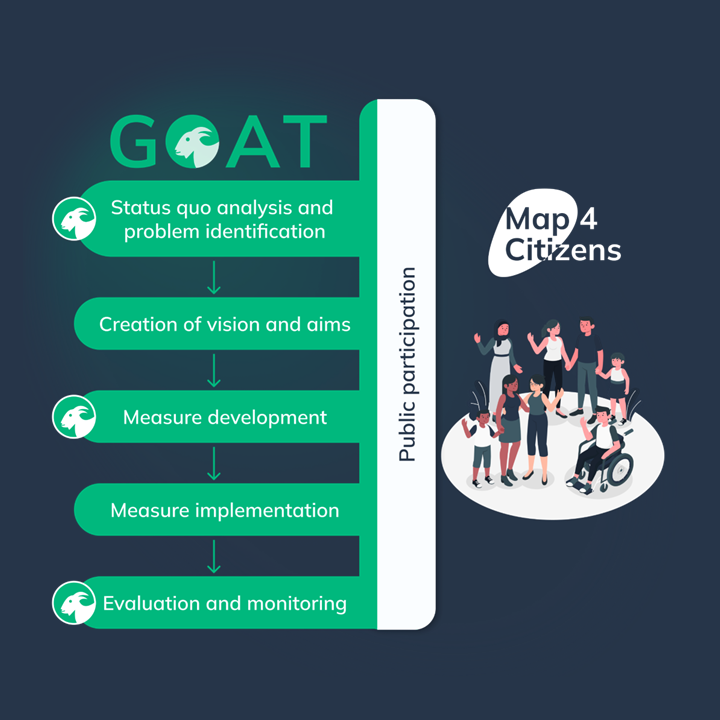 GOAT
Status quo analysis and
problem identification
Creation of vision and aims
Measure development
Measure implementation
Evaluation and monitoring
Public participation
Map 4
Citizens